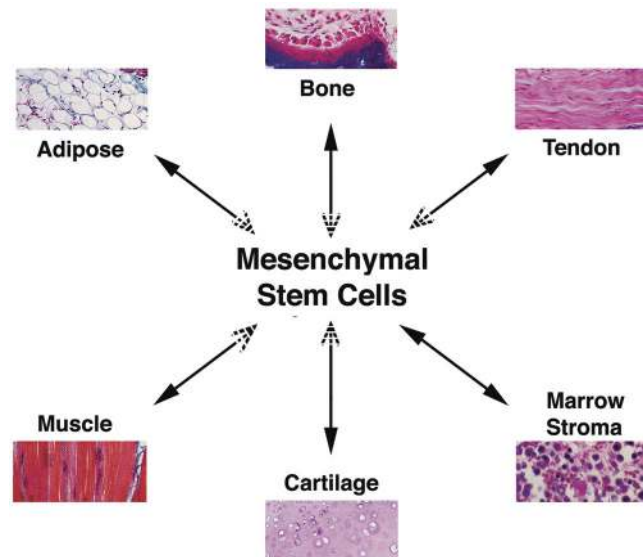 Bone
Adipose
Tendon
Mesenchymal
Stem Cells
Muscle
Marrow
Stroma
Cartilage